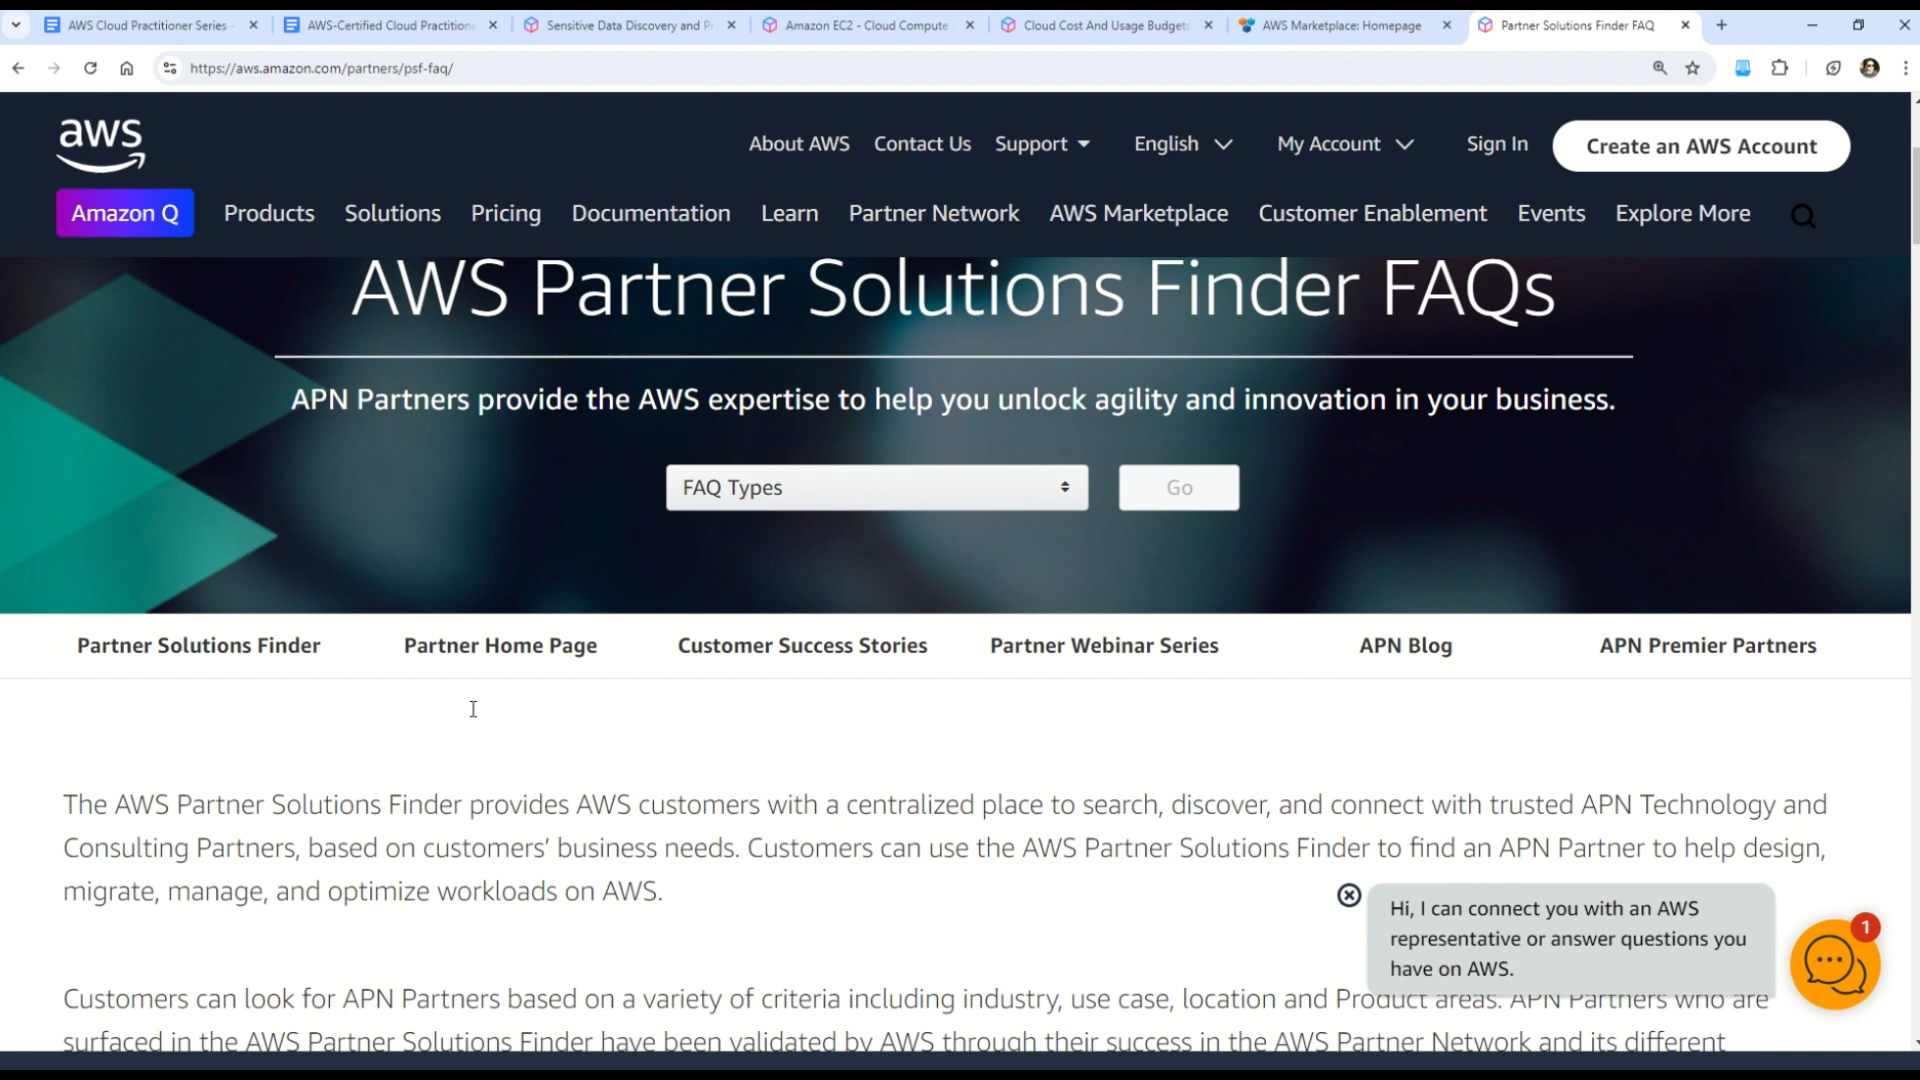 AWS Cloud Practitioner Series -
AWS-Certified Cloud Practitione
Sensitive Data Discovery and Pr
Amazon EC2 - Cloud Compute
Cloud Cost And Usage Budgets
AWS Marketplace: Homepage
Partner Solutions Finder FAQ
https://aws.amazon.com/partners/psf-faq/
aws
About AWS
Contact Us
Support
English
My Account
Sign In
Create an AWS Account
Amazon Q
Products
Solutions
Pricing
Documentation
Learn
Partner Network
AWS Marketplace
Customer Enablement
Events
Explore More
AWS Partner Solutions Finder FAQs
APN Partners provide the AWS expertise to help you unlock agility and innovation in your business.
FAQ Types
Go
Partner Solutions Finder
Partner Home Page
Customer Success Stories
Partner Webinar Series
APN Blog
APN Premier Partners
The AWS Partner Solutions Finder provides AWS customers with a centralized place to search, discover, and connect with trusted APN Technology and
Consulting Partners, based on customers' business needs. Customers can use the AWS Partner Solutions Finder to find an APN Partner to help design,
migrate, manage, and optimize workloads on AWS.
Hi, I can connect you with an AWS
representative or answer questions you
have on AWS.
1
Customers can look for APN Partners based on a variety of criteria including industry, use case, location and Product areas. APN Partners who are
surfaced in the AWS Partner Solutions Finder have been validated by AWS through their success in the AWS Partner Network and its different